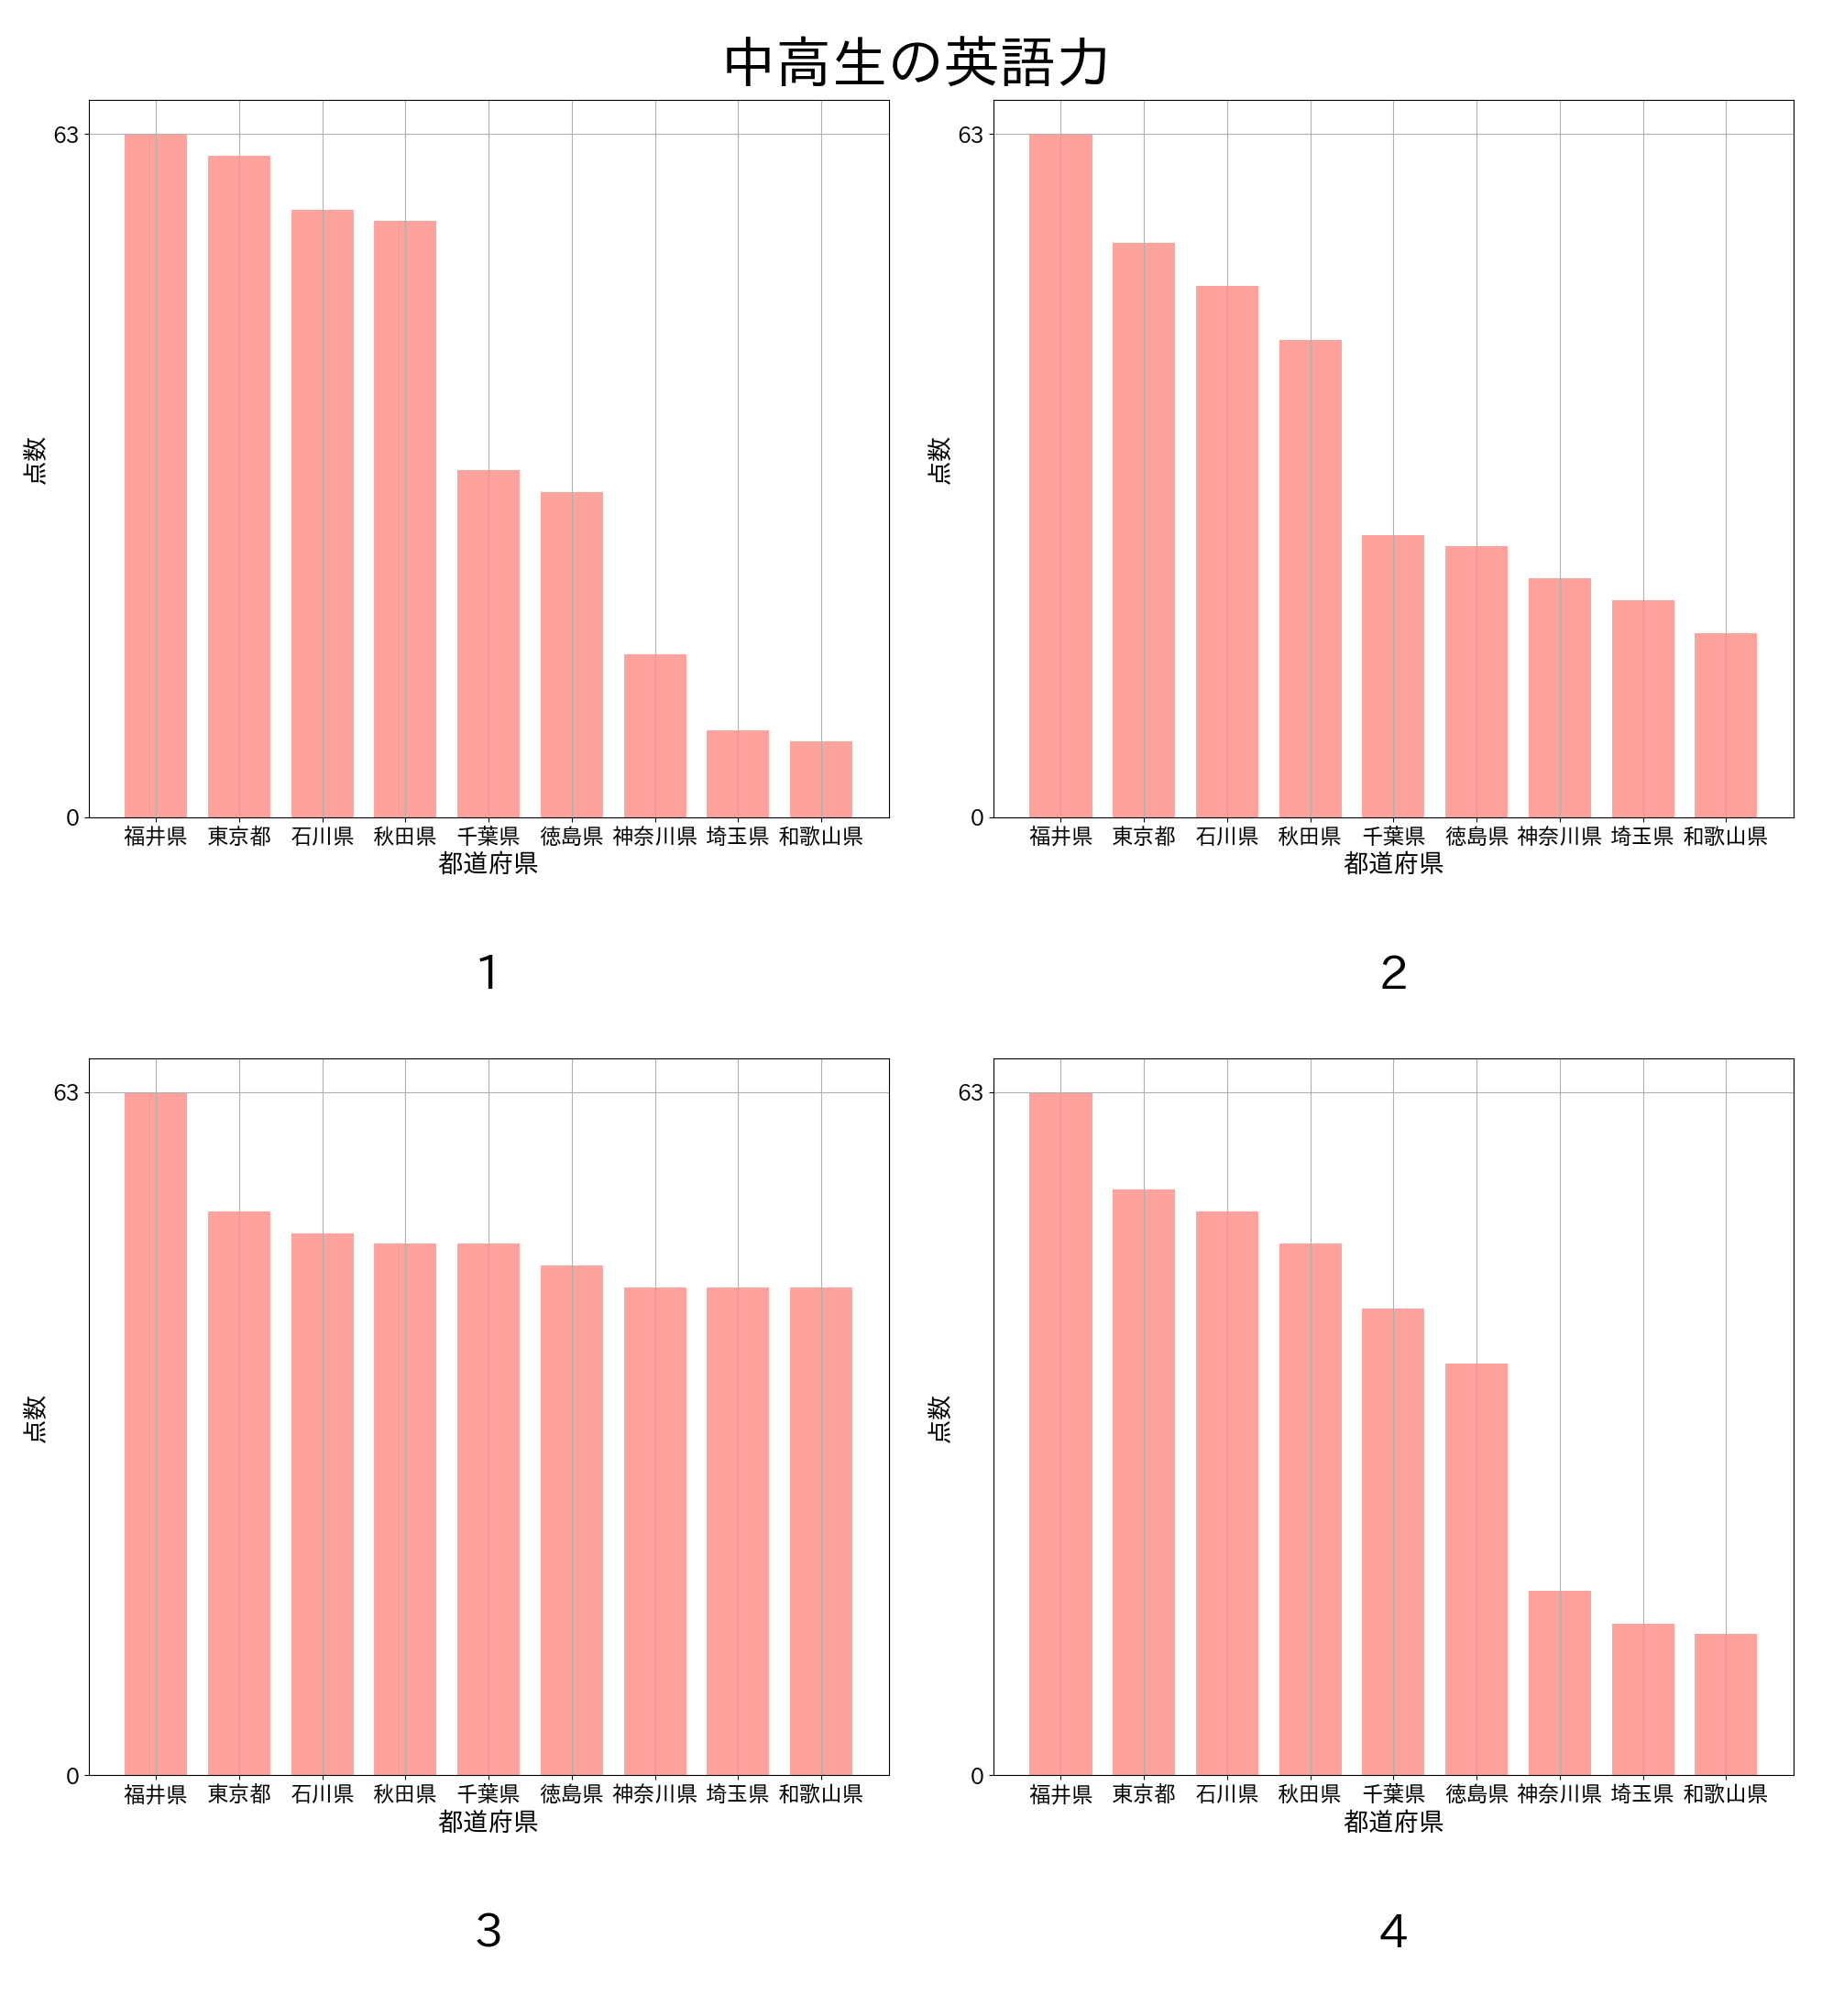 中高生の英語力
63
0
点数
福井県 東京都 石川県 秋田県 千葉県 徳島県 神奈川県 埼玉県 和歌山県
都道府県
1
63
0
点数
福井県 東京都 石川県 秋田県 千葉県 徳島県 神奈川県 埼玉県 和歌山県
都道府県
2
63
0
点数
福井県 東京都 石川県 秋田県 千葉県 徳島県 神奈川県 埼玉県 和歌山県
都道府県
3
63
0
点数
福井県 東京都 石川県 秋田県 千葉県 徳島県 神奈川県 埼玉県 和歌山県
都道府県
4